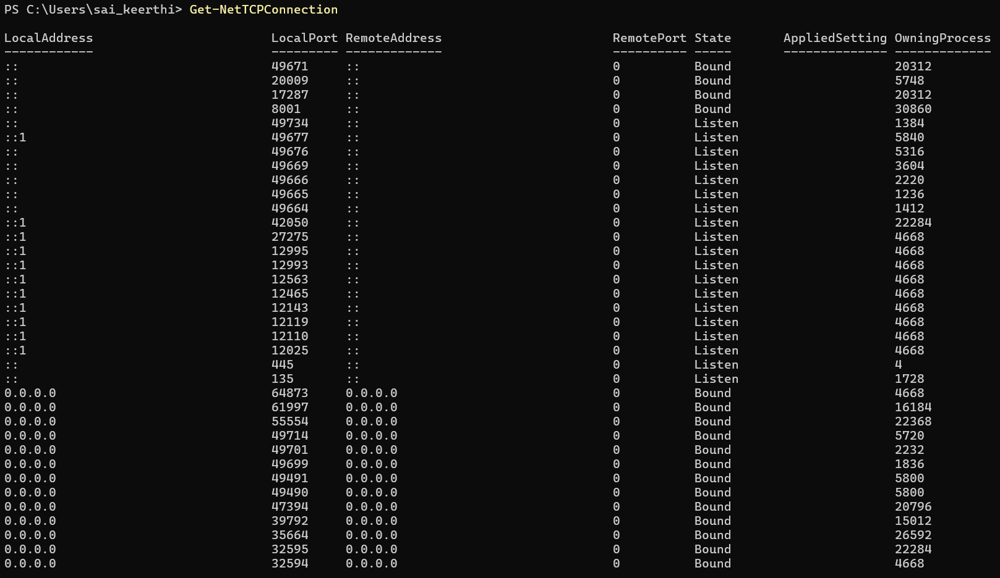 PS C:\Users\sai_keerthi> Get-NetTCPConnection
LocalAddress LocalPort RemoteAddress RemotePort State AppliedSetting OwningProcess
------------ --------- ------------- ---------- ----- -------------- -------------
:: 49671 :: 0 Bound 20312
:: 20009 :: 0 Bound 5748
:: 17287 :: 0 Bound 20312
:: 8001 :: 0 Bound 30860
:: 49734 :: 0 Listen 1384
::1 49677 :: 0 Listen 5840
:: 49676 :: 0 Listen 5316
:: 49669 :: 0 Listen 3604
:: 49666 :: 0 Listen 2220
:: 49665 :: 0 Listen 1236
:: 49664 :: 0 Listen 1412
::1 42050 :: 0 Listen 22284
::1 27275 :: 0 Listen 4668
::1 12995 :: 0 Listen 4668
::1 12993 :: 0 Listen 4668
::1 12563 :: 0 Listen 4668
::1 12465 :: 0 Listen 4668
::1 12143 :: 0 Listen 4668
::1 12119 :: 0 Listen 4668
::1 12110 :: 0 Listen 4668
::1 12025 :: 0 Listen 4668
:: 445 :: 0 Listen 4
:: 135 :: 0 Listen 1728
0.0.0.0 64873 0.0.0.0 0 Bound 4668
0.0.0.0 61997 0.0.0.0 0 Bound 16184
0.0.0.0 55554 0.0.0.0 0 Bound 22368
0.0.0.0 49714 0.0.0.0 0 Bound 5720
0.0.0.0 49701 0.0.0.0 0 Bound 2232
0.0.0.0 49699 0.0.0.0 0 Bound 1836
0.0.0.0 49491 0.0.0.0 0 Bound 5800
0.0.0.0 49490 0.0.0.0 0 Bound 5800
0.0.0.0 47394 0.0.0.0 0 Bound 20796
0.0.0.0 39792 0.0.0.0 0 Bound 15012
0.0.0.0 35664 0.0.0.0 0 Bound 26592
0.0.0.0 32595 0.0.0.0 0 Bound 22284
0.0.0.0 32594 0.0.0.0 0 Bound 4668